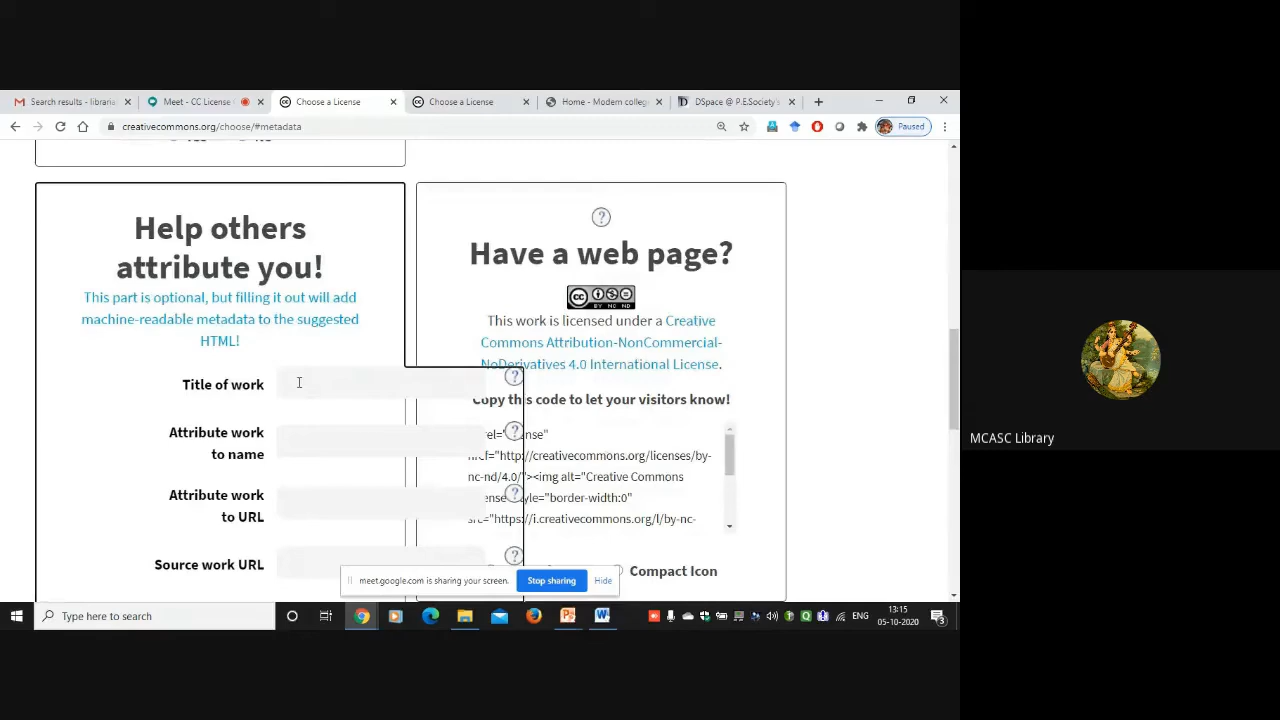 Search results - libraria
Meet - CC License
Choose a License
Choose a License
Home - Modern colleg
DSpace @ P.E.Society's
creativecommons.org/choose/#metadata
Paused
Help others
attribute you!
This part is optional, but filling it out will add
machine-readable metadata to the suggested
HTML!
Title of work
Attribute work
to name
Attribute work
to URL
Source work URL
?
Have a web page?
BY NC ND
This work is licensed under a Creative
Commons Attribution-NonCommercial-
NoDerivatives 4.0 International License.
Copy this code to let your visitors know!
href="http://creativecommons.org/licenses/by-
nc-nd/4.0/"><img alt="Creative Commons
style="border-width:0"
src="https://i.creativecommons.org/l/by-nc-
Compact Icon
?
?
?
?
meet.google.com is sharing your screen.
Stop sharing
Hide
Type here to search
ENG
13:15
05-10-2020
3
MCASC Library